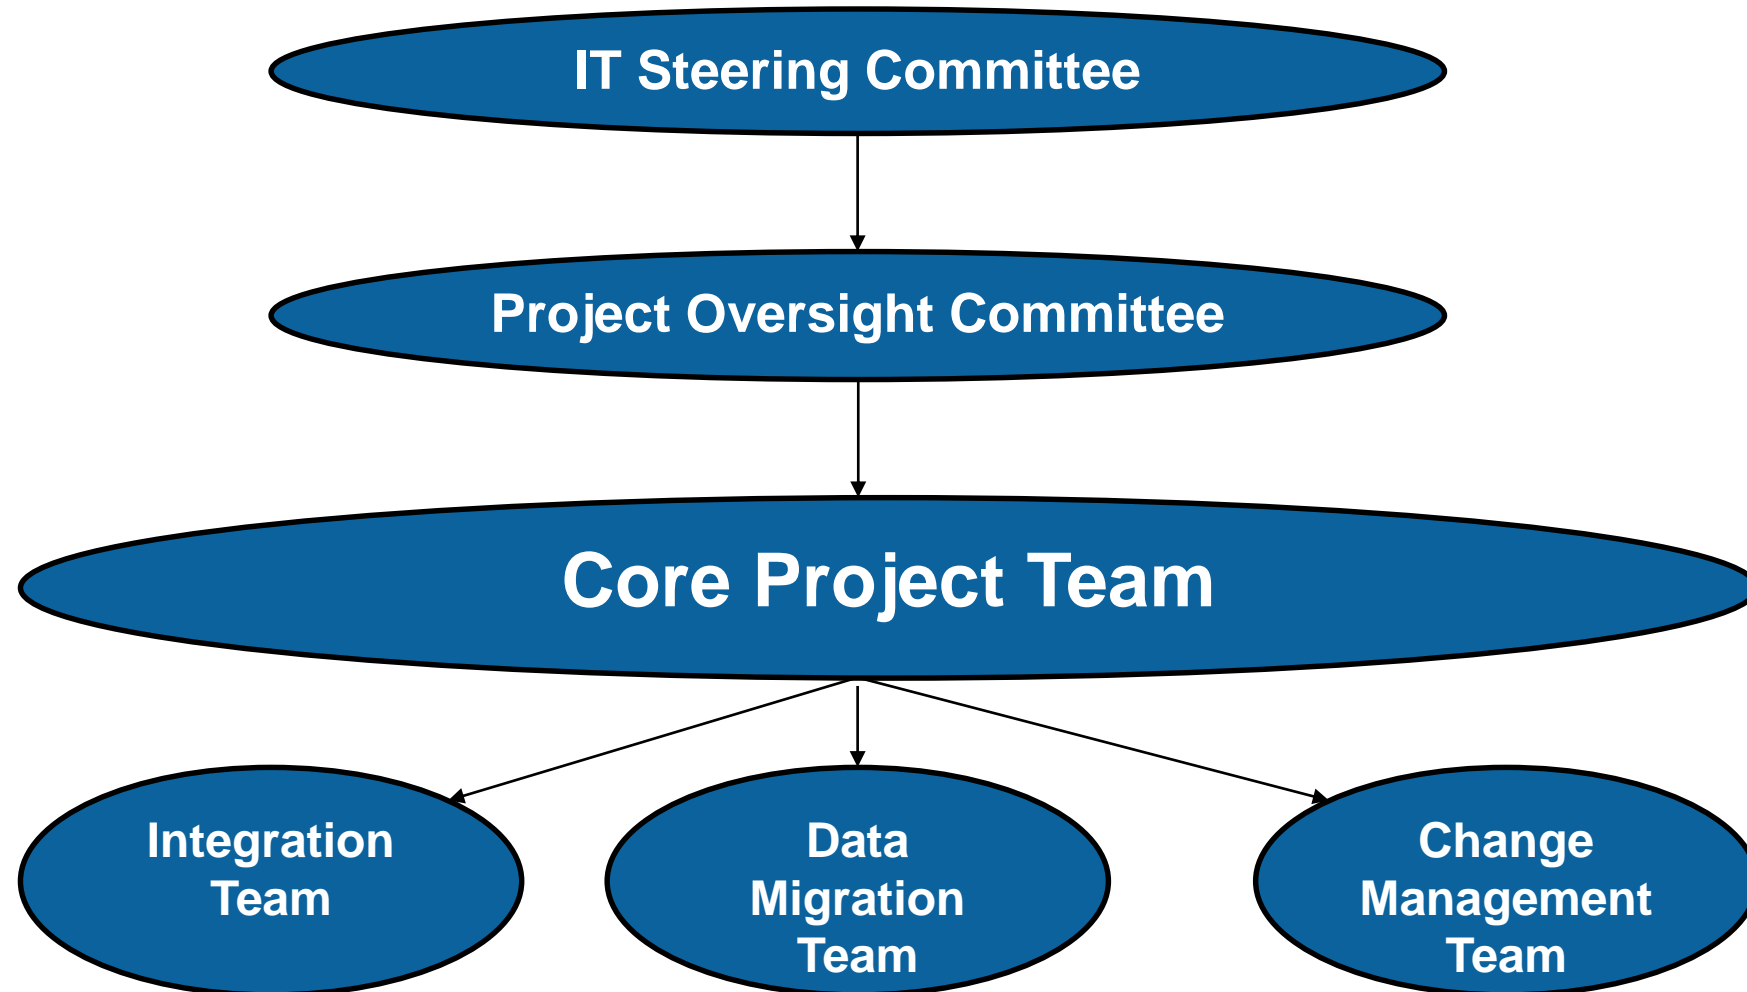 IT Steering Committee
Project Oversight Committee
Core Project Team
Integration
Team
Data
Migration
Team
Change
Management
Team